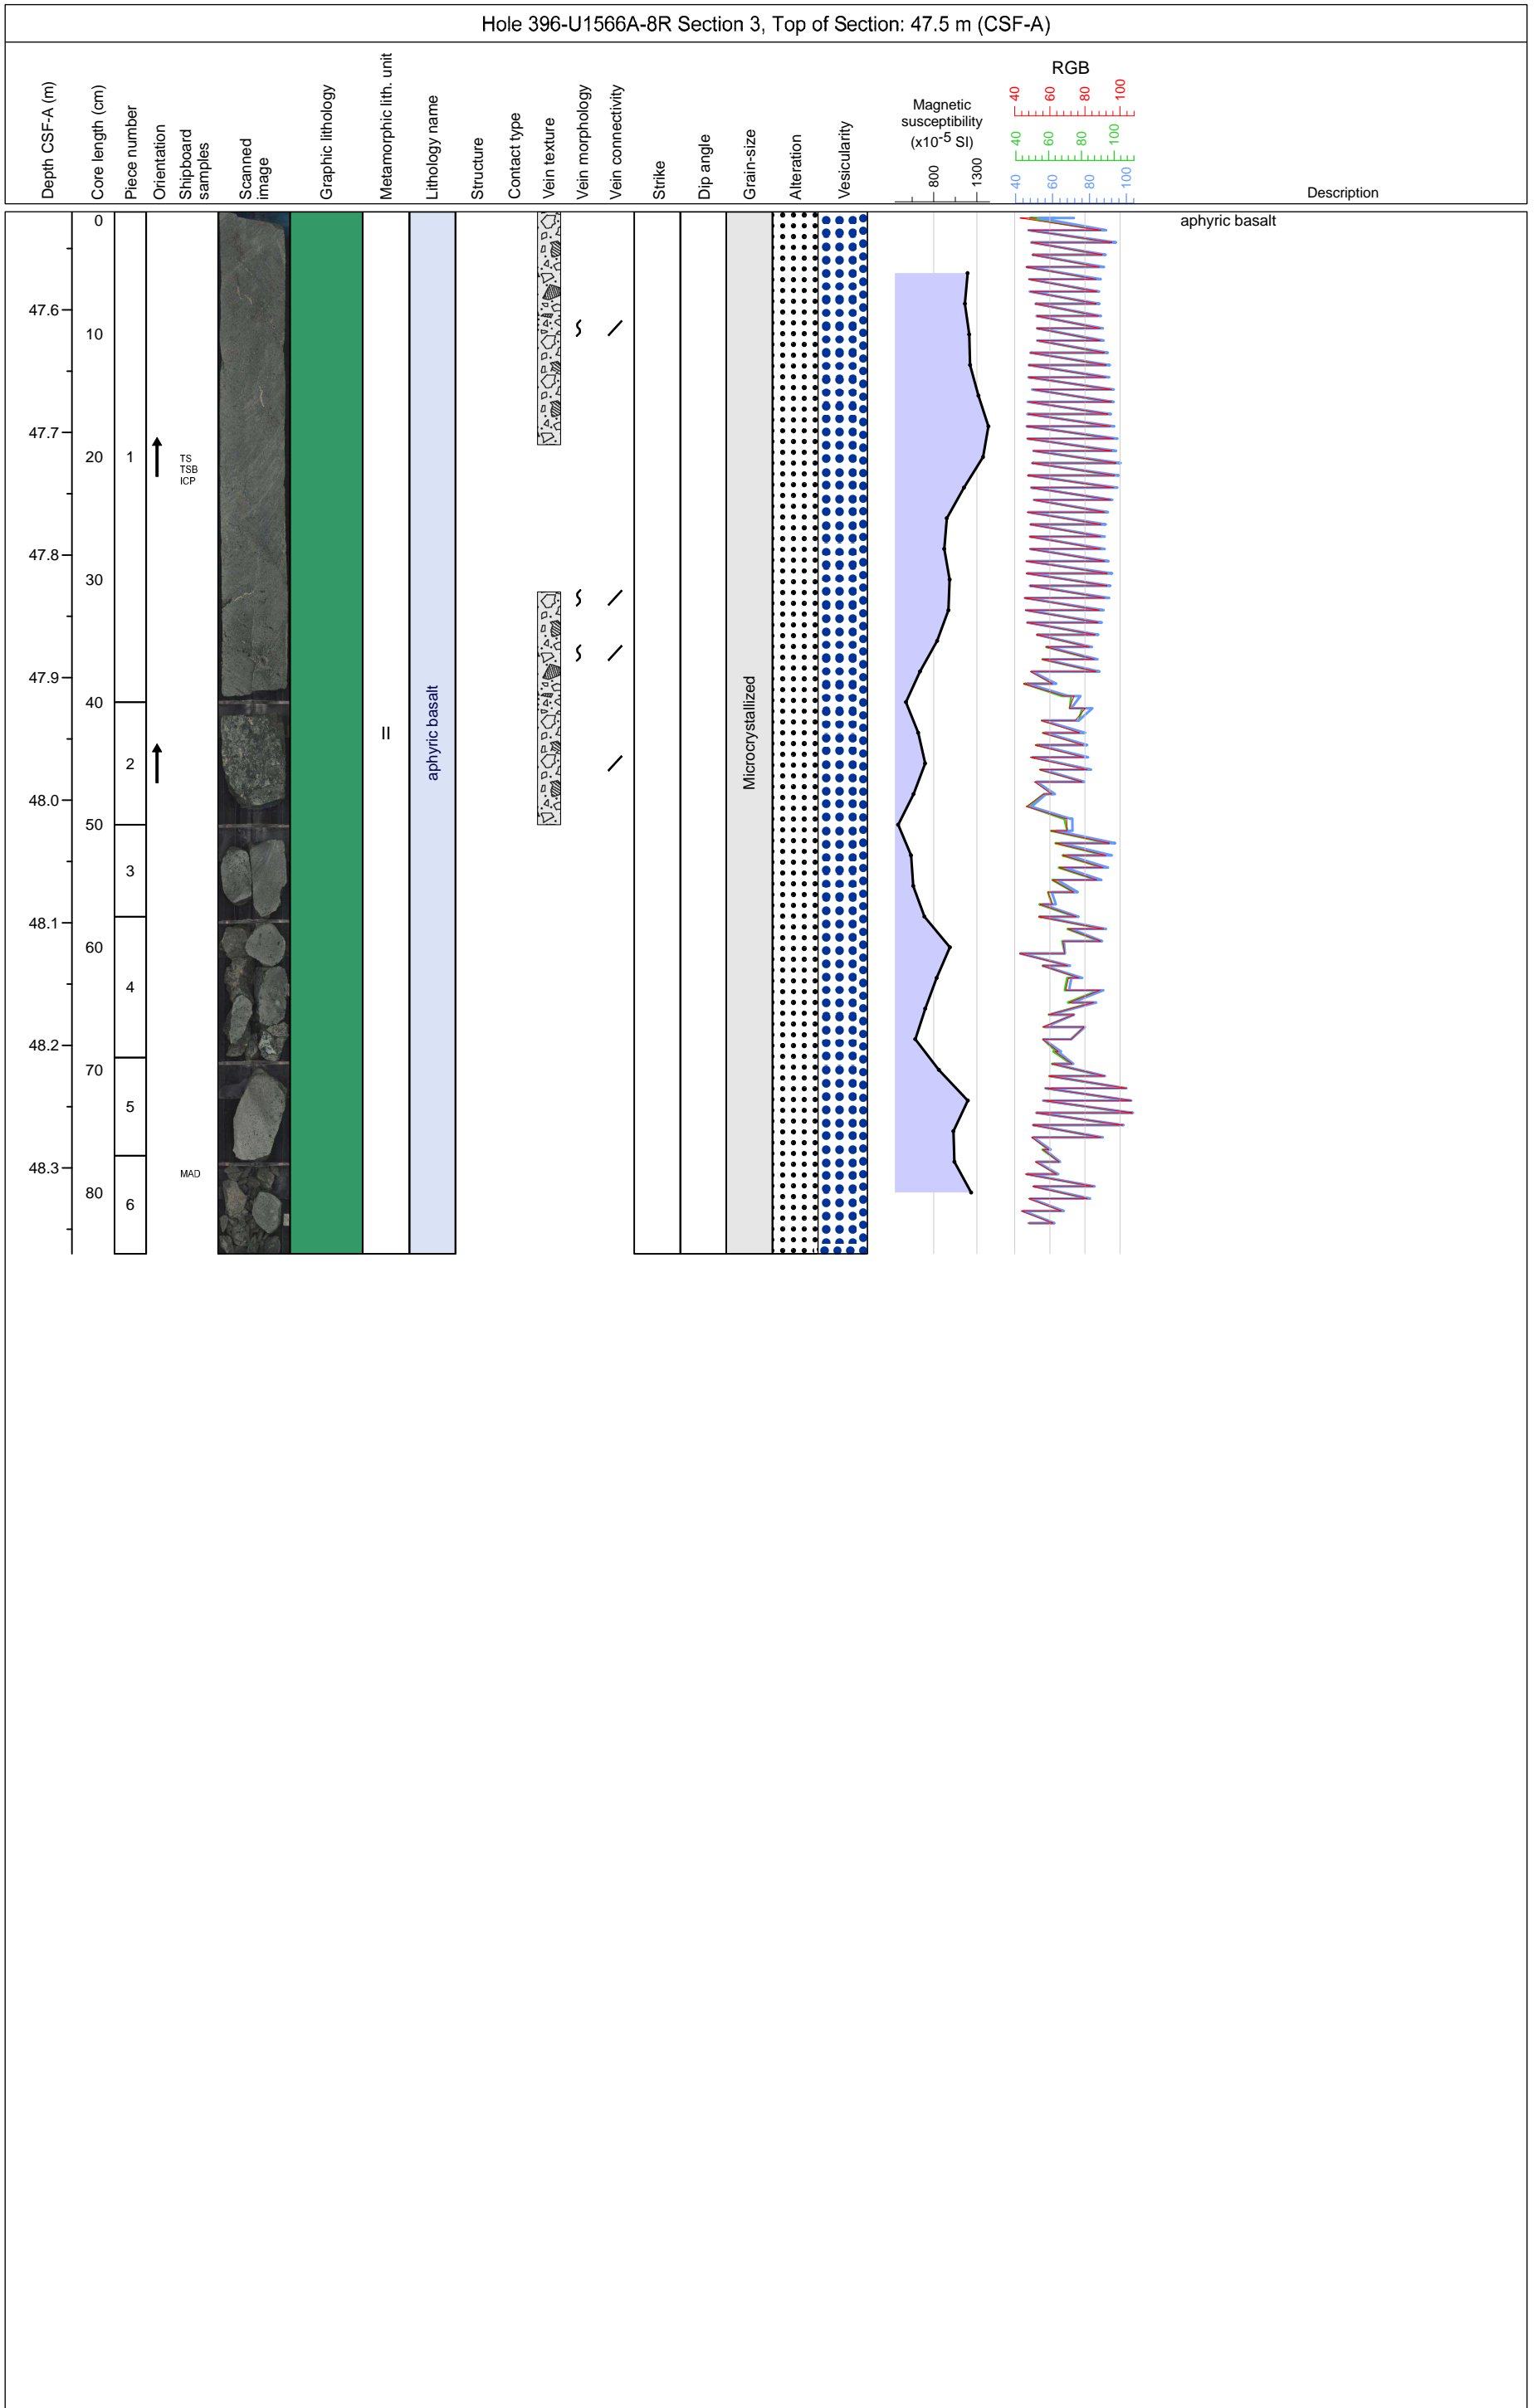 Hole 396-U1566A-8R Section 3, Top of Section: 47.5 m (CSF-A)
Depth CSF-A (m)
Core length (cm)
Piece number
Orientation
Shipboard
samples
Scanned
image
Graphic lithology
Metamorphic lith. unit
Lithology name
Structure
Contact type
Vein texture
Vein morphology
Vein connectivity
Strike
Dip angle
Grain-size
Alteration
Vesicularity
Magnetic
susceptibility
(x10-5 SI)
800 1300
RGB
40 60 80 100
40 60 80 100
40 60 80 100
Description
0
aphyric basalt
47.6
10
47.7
20 1
TS
TSB
ICP
47.8
30
47.9
40
II
aphyric basalt
Microcrystallized
2
48.0
50
3
48.1
60
4
48.2
70
5
48.3
MAD
80
6